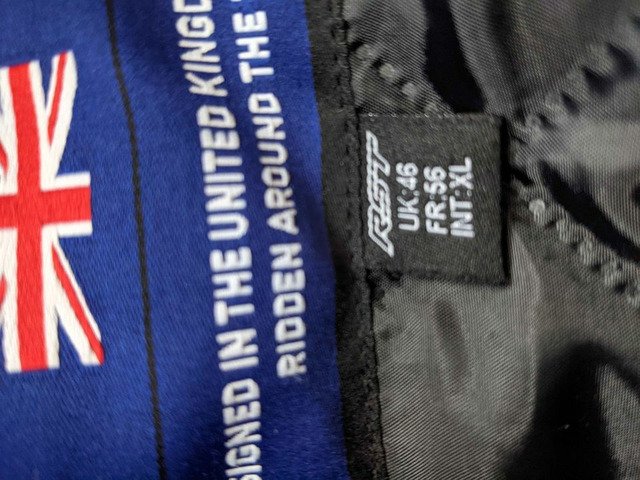 SIGNED IN THE UNITED KINGD
RIDDEN AROUND THE
RST
UK:46
FR:56
INT:XL